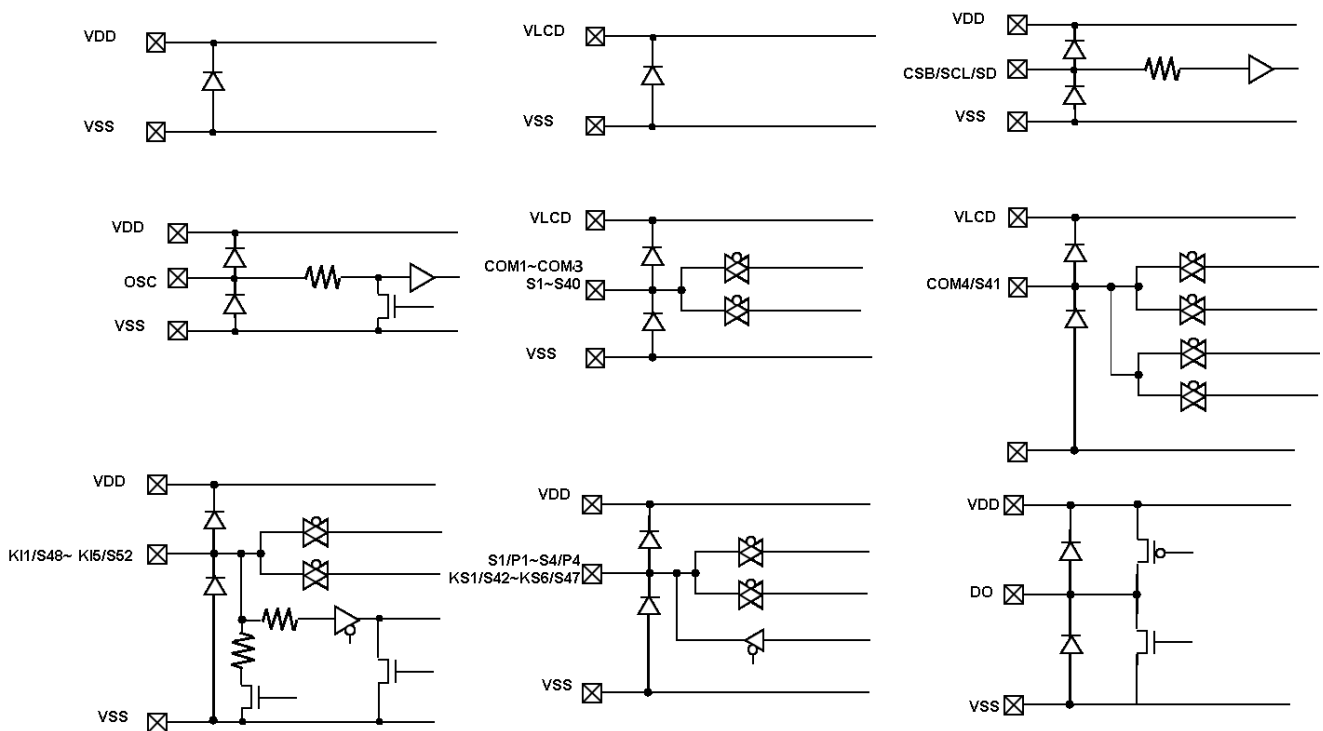 VDD
VSS
VLCD
VSS
VDD
CSB/SCL/SD
VSS
VDD
OSC
VSS
VLCD
COM1~COM3
S1~S40
VSS
VLCD
COM4/S41
VDD
KI1/S48~ KI5/S52
VSS
VDD
S1/P1~S4/P4
KS1/S42~KS6/S47
VSS
VDD
DO
VSS